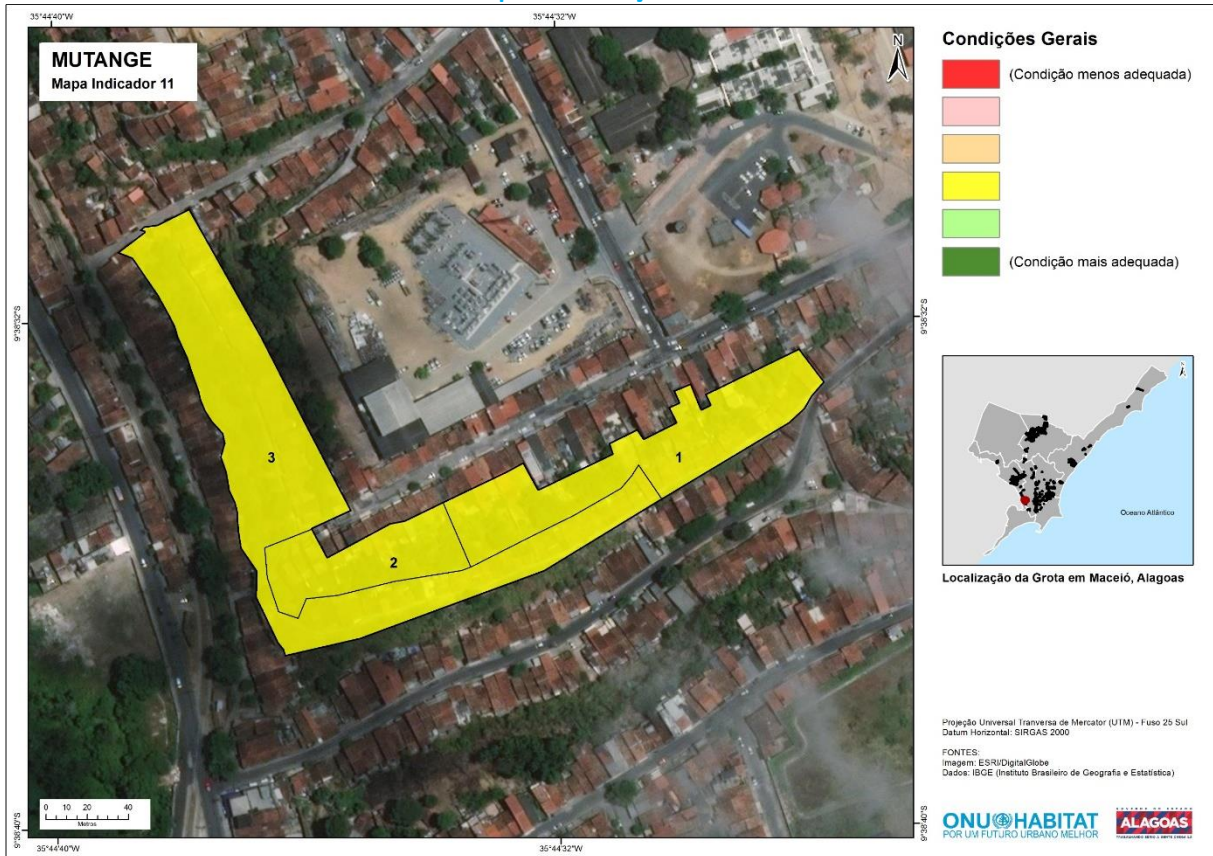 35°44'40"W
35°44'32"W
MUTANGE
Mapa Indicador 11
N
9°38'32"S
9°38'32"S
3
1
2
9°38'40"S
9°38'40"S
0 10 20 40
Metros
35°44'40"W
35°44'32"W
Condições Gerais
(Condição menos adequada)
(Condição mais adequada)
N
Oceano Atlântico
Localização da Grota em Maceió, Alagoas
Projeção Universal Tranversa de Mercator (UTM) - Fuso 25 Sul
Datum Horizontal: SIRGAS 2000
FONTES:
Imagem: ESRI/DigitalGlobe
Dados: IBGE (Instituto Brasileiro de Geografia e Estatística)
ONU HABITAT
POR UM FUTURO URBANO MELHOR
ALAGOAS